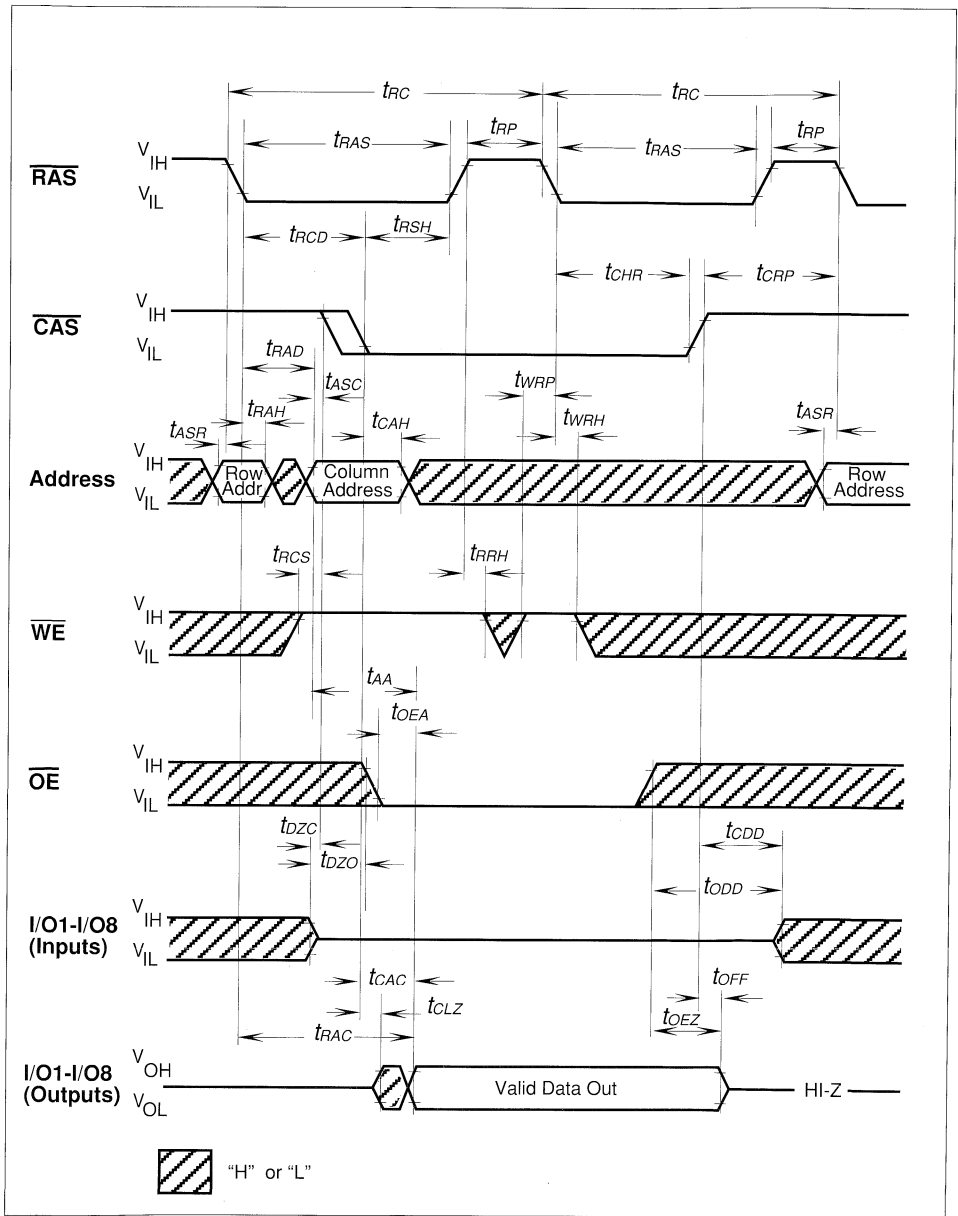 tRC tRC
tRAS tRP tRAS tRP
RAS VIH
VIL
tRCD tRSH
tCHR tCRP
CAS VIH
VIL
tRAD
tASC tWRP
tRAH tCAH tWRH
tASR tASR
Address VIH
VIL
Row Addr.
Column Address
Row Address
tRCS tRRH
WE VIH
VIL
tAA
tOEA
OE VIH
VIL
tDZC tCDD
tDZO tODD
I/O1-I/O8 (Inputs) VIH
VIL
tCAC tOFF
tCLZ tOEZ
tRAC
I/O1-I/O8 (Outputs) VOH
VOL
Valid Data Out
HI-Z
"H" or "L"